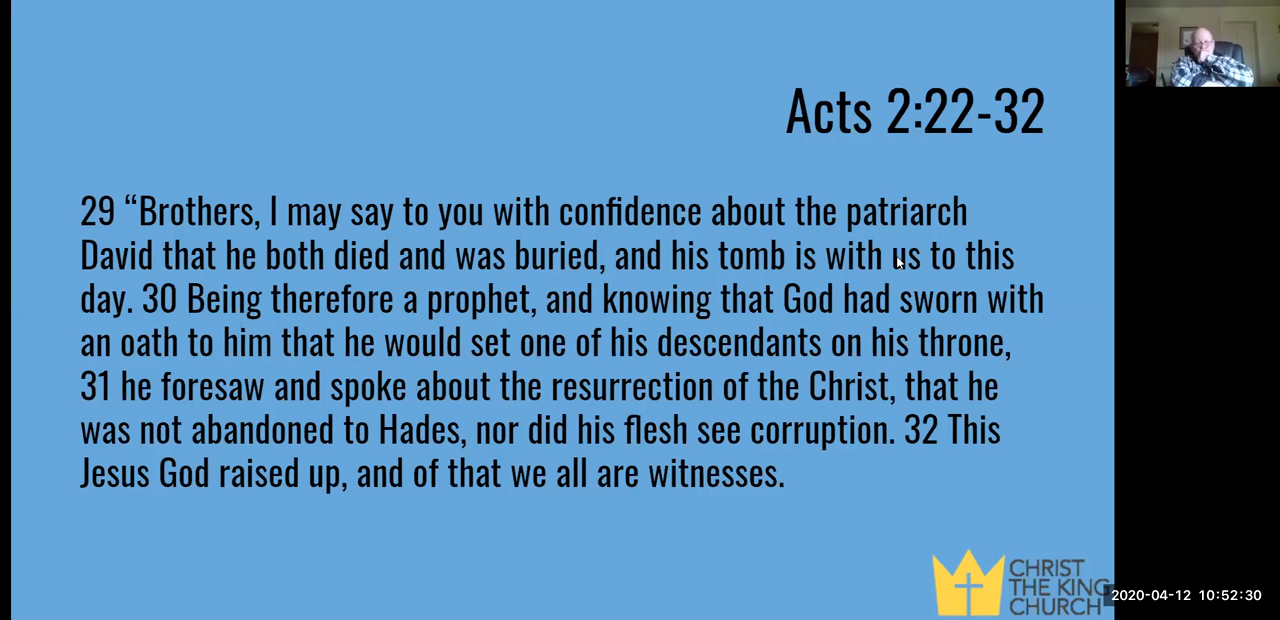 Acts 2:22-32
29 “Brothers, I may say to you with confidence about the patriarch
David that he both died and was buried, and his tomb is with us to this
day. 30 Being therefore a prophet, and knowing that God had sworn with
an oath to him that he would set one of his descendants on his throne,
31 he foresaw and spoke about the resurrection of the Christ, that he
was not abandoned to Hades, nor did his flesh see corruption. 32 This
Jesus God raised up, and of that we all are witnesses.
CHRIST
THE KING
CHURCH
2020-04-12 10:52:30